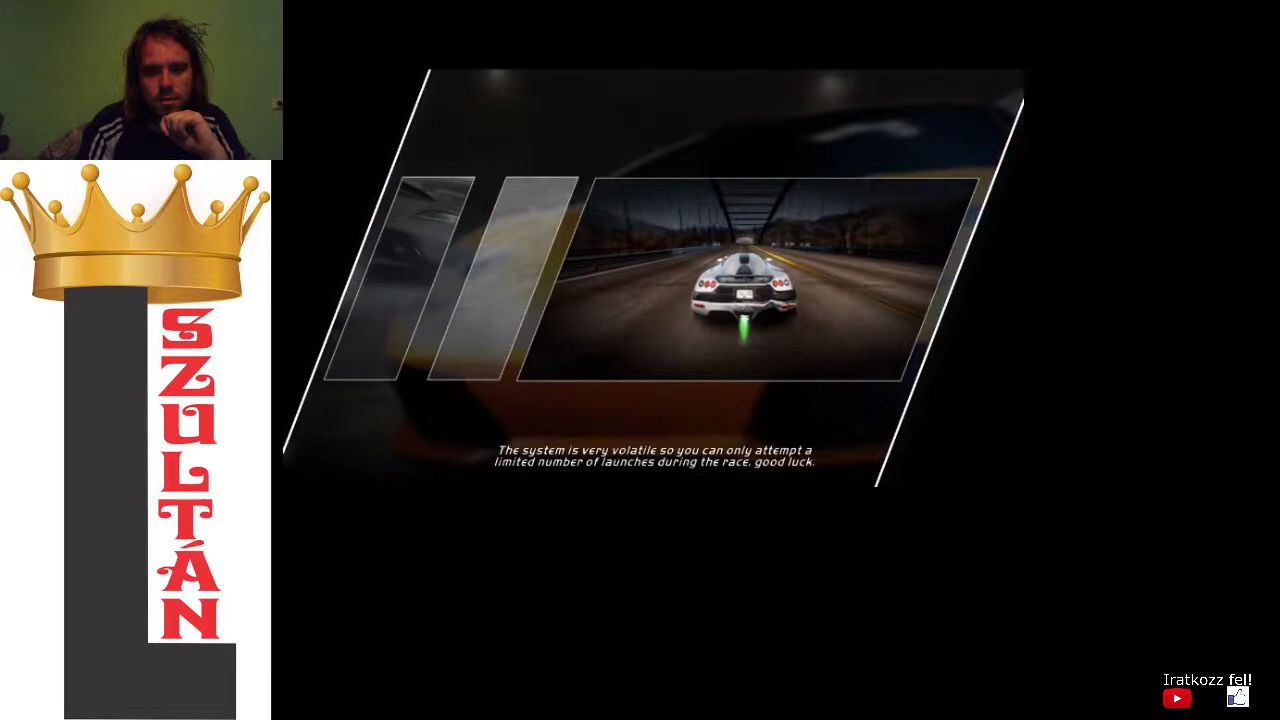 L
SZULTÁN
The system is very volatile so you can only attempt a
limited number of launches during the race, good luck.
Iratkozz fel!